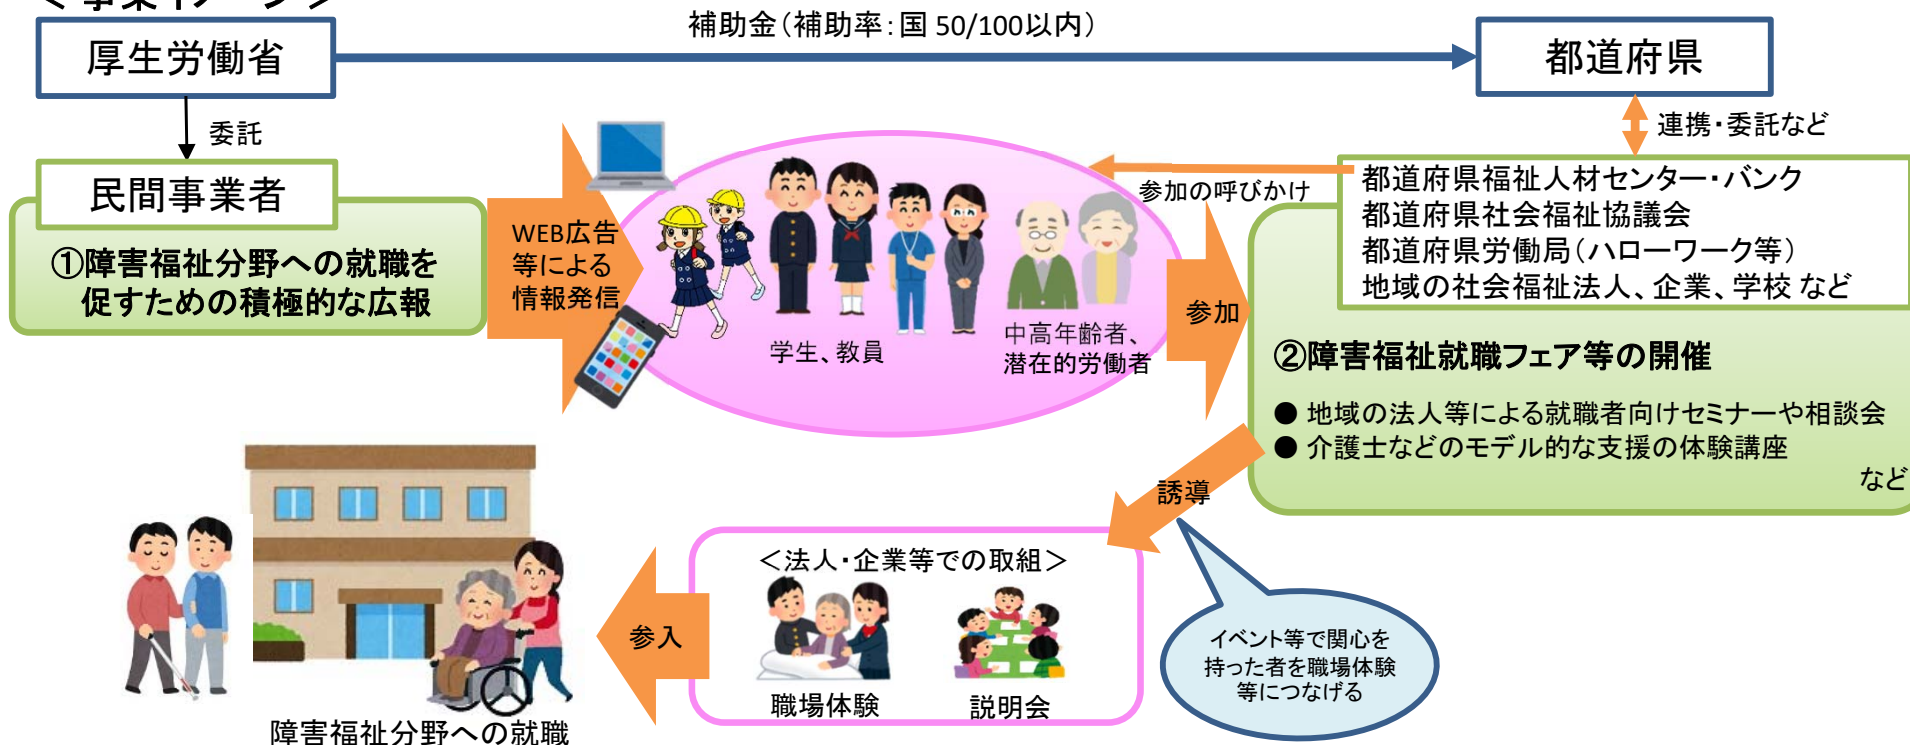 ＜事業イメージ＞
補助金（補助率：国 50/100以内）
厚生労働省
都道府県
委託
連携・委託など
民間事業者
①障害福祉分野への就職を
促すための積極的な広報
WEB広告
等による
情報発信
学生、教員
中高年齢者、
潜在的労働者
参加の呼びかけ
参加
都道府県福祉人材センター・バンク
都道府県社会福祉協議会
都道府県労働局（ハローワーク等）
地域の社会福祉法人、企業、学校 など
②障害福祉就職フェア等の開催
● 地域の法人等による就職者向けセミナーや相談会
● 介護士などのモデル的な支援の体験講座
など
誘導
イベント等で関心を
持った者を職場体験
等につなげる
＜法人・企業等での取組＞
職場体験
説明会
参入
障害福祉分野への就職